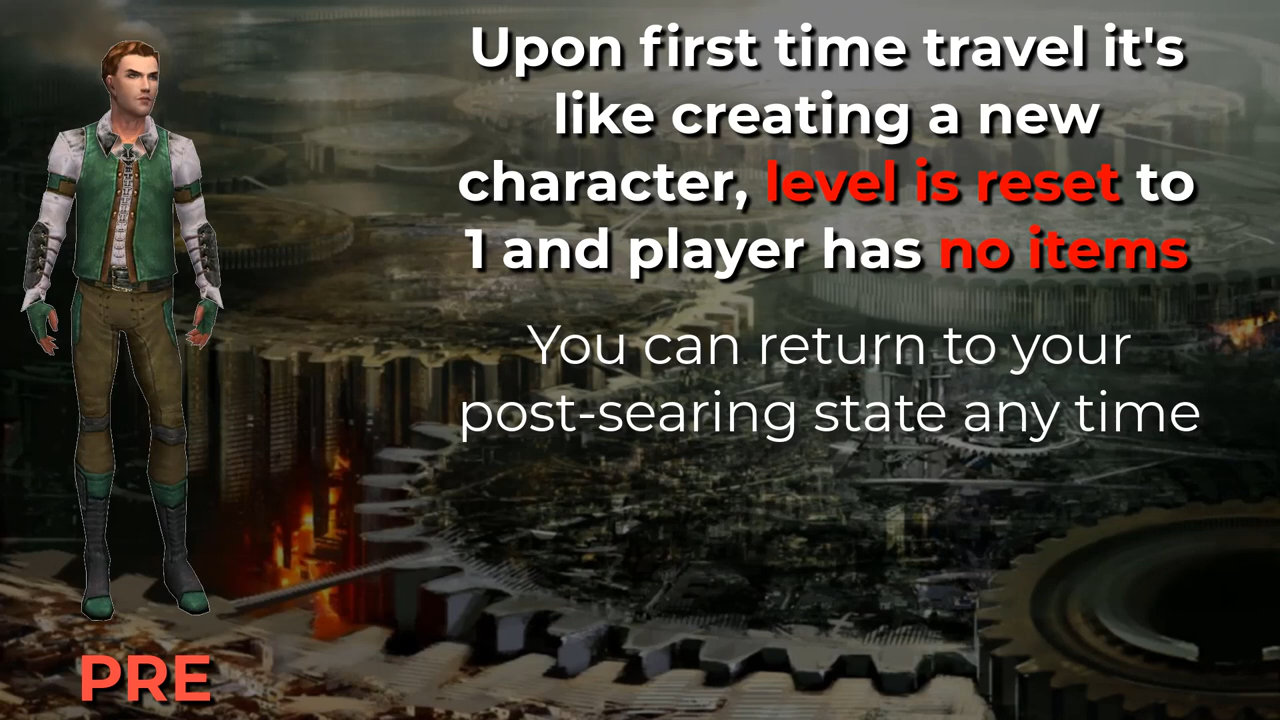 Upon first time travel it's
like creating a new
character, level is reset to
1 and player has no items
You can return to your
post-searing state any time
PRE